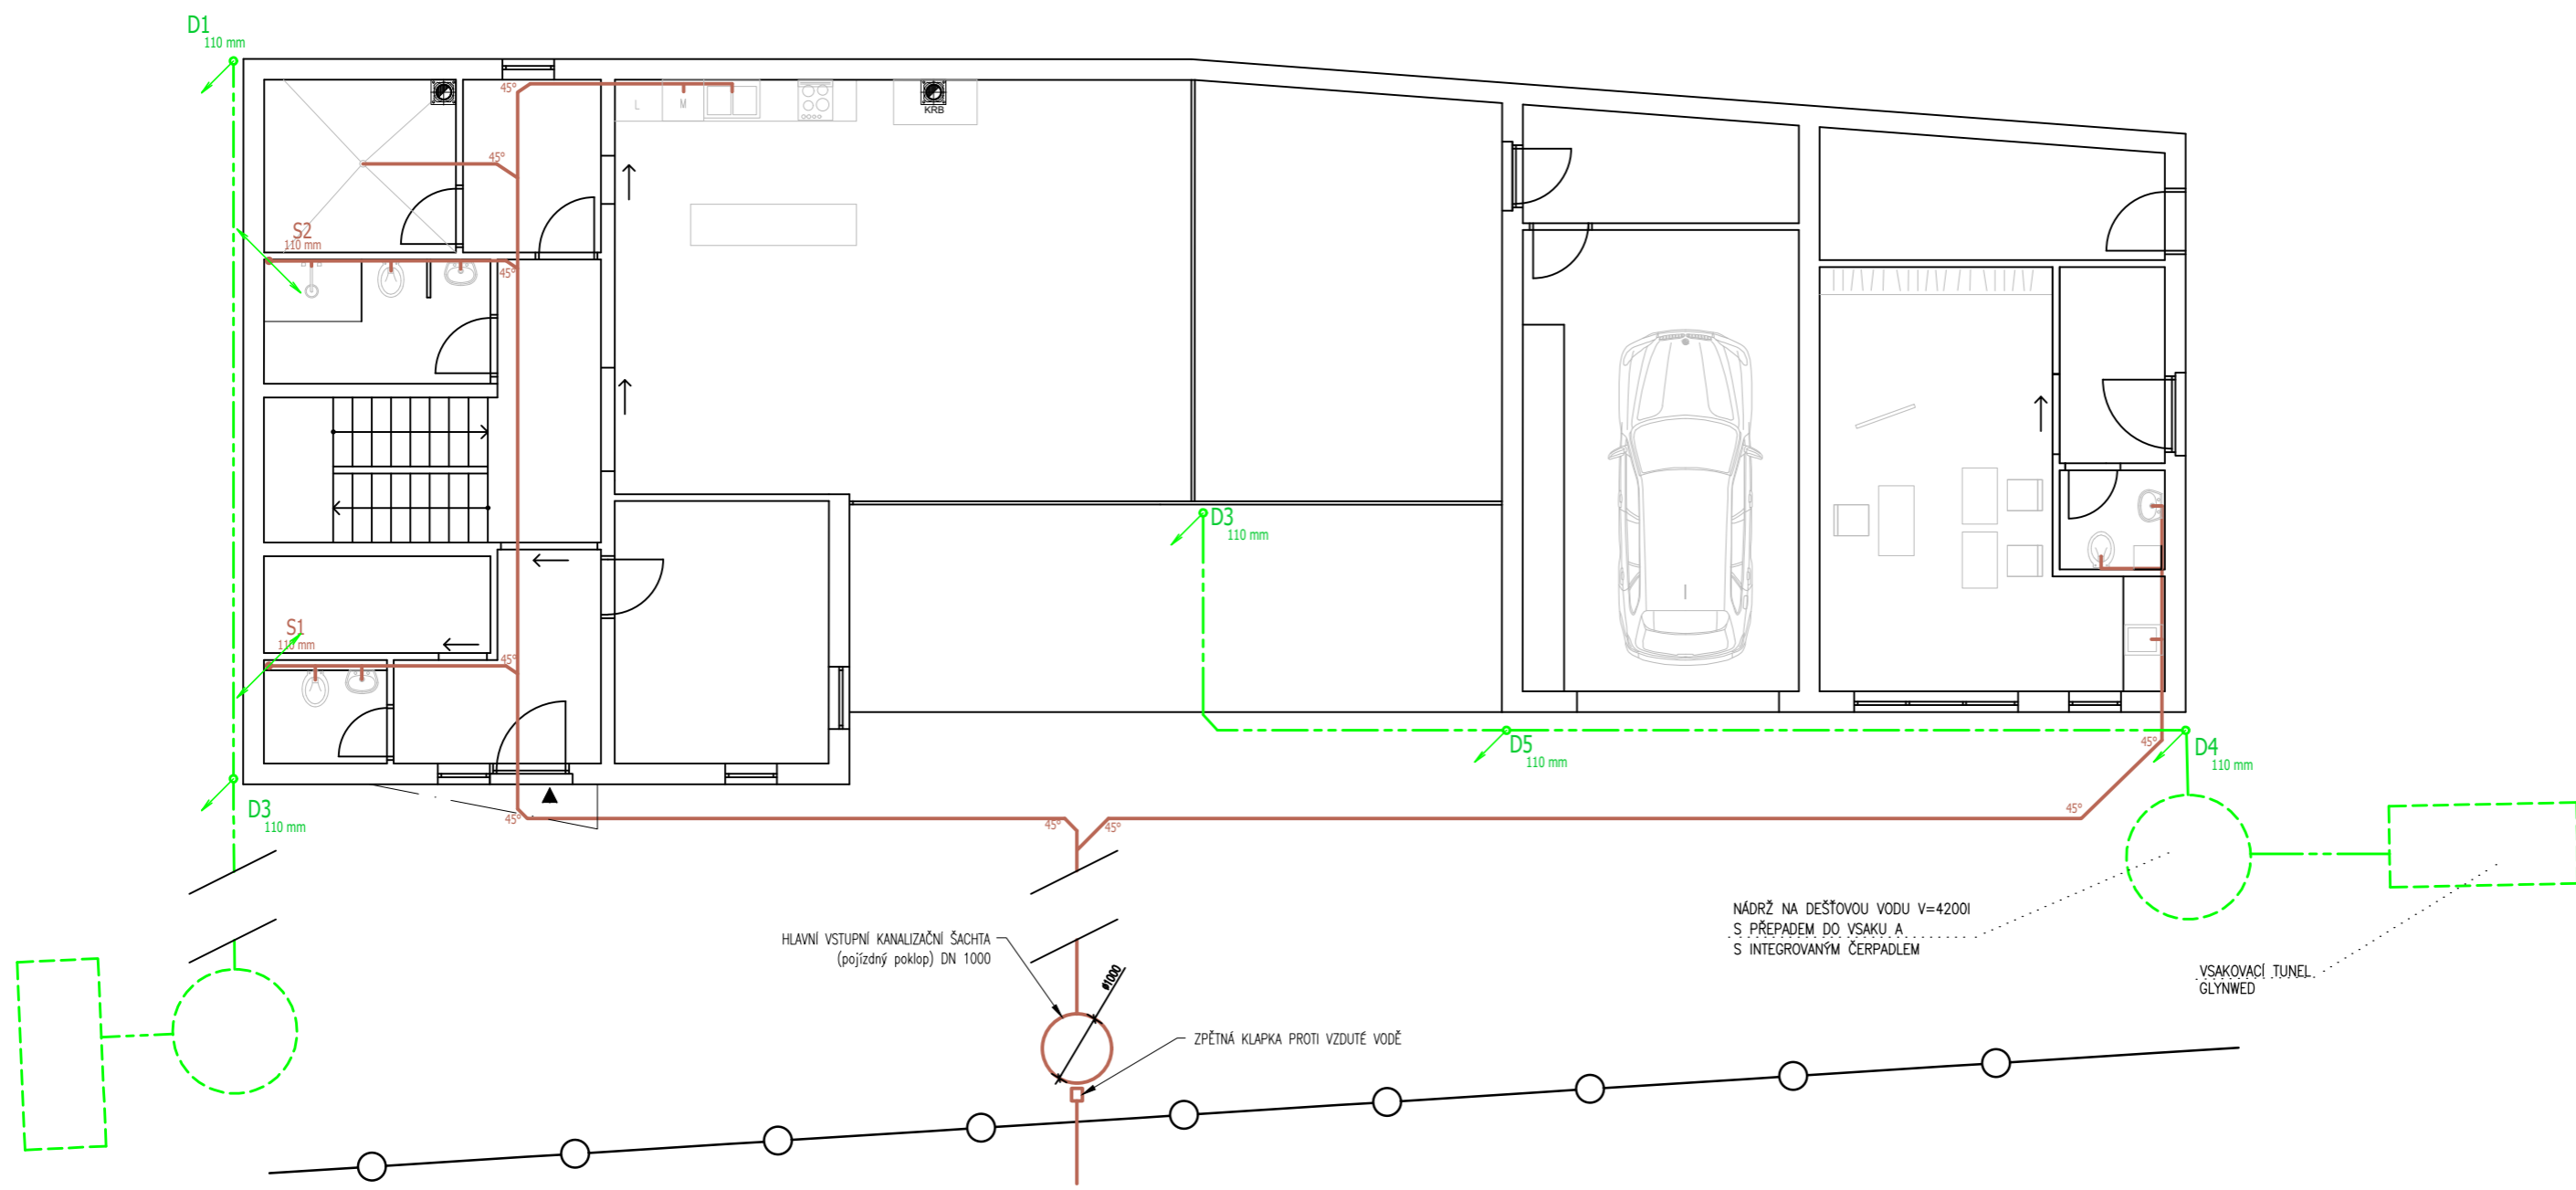 D1
110 mm
45°
L
M
KRB
45°
S2
110 mm
45°
D3
110 mm
S1
110 mm
45°
D5
110 mm
45°
D4
110 mm
D3
110 mm
45°
45°
45°
45°
NÁDRŽ NA DEŠŤOVOU VODU V=4200l
S PŘEPADEM DO VSAKU A
S INTEGROVANÝM ČERPADLEM
HLAVNÍ VSTUPNÍ KANALIZAČNÍ ŠACHTA
(pojízdný poklop) DN 1000
ø1000
VSAKOVACÍ TUNEL
GLYNWED
ZPĚTNÁ KLAPKA PROTI VZDUTÉ VODĚ